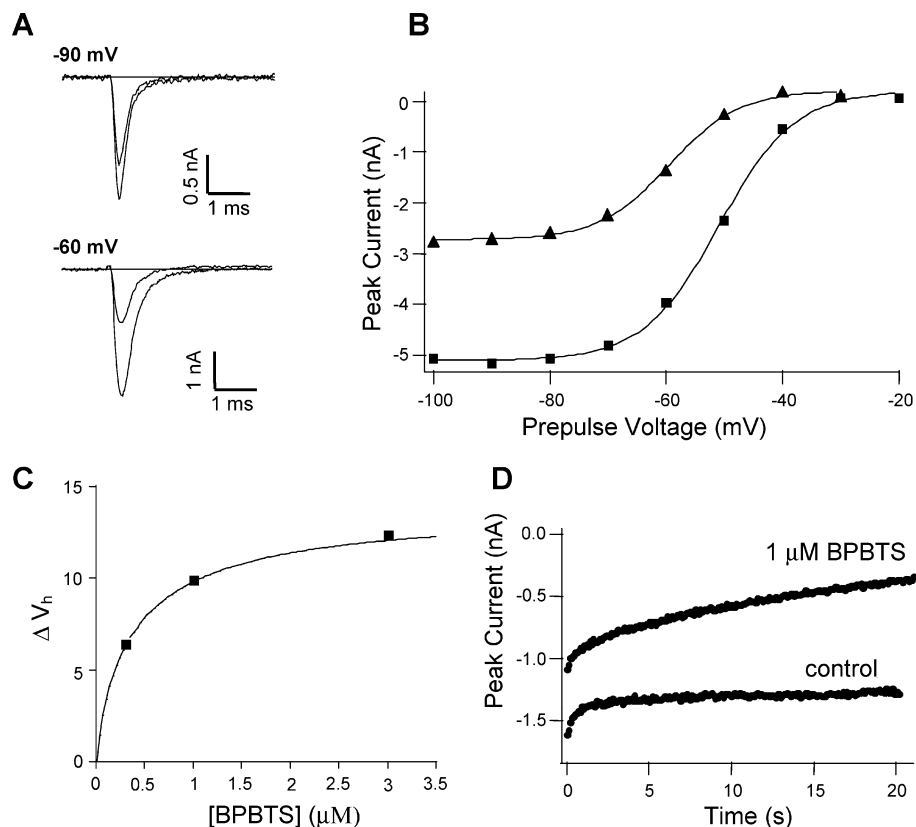 A
-90 mV
0.5 nA
1 ms
-60 mV
1 nA
1 ms
B
Peak Current (nA)
0
-1
-2
-3
-4
-5
-100
-80
-60
-40
-20
Prepulse Voltage (mV)
C
Δ Vh
15
10
5
0
0
0.5
1
1.5
2
2.5
3
3.5
[BPBTS] (μM)
D
Peak Current (nA)
0.0
-0.5
-1.0
-1.5
1 μM BPBTS
control
0
5
10
15
20
Time (s)